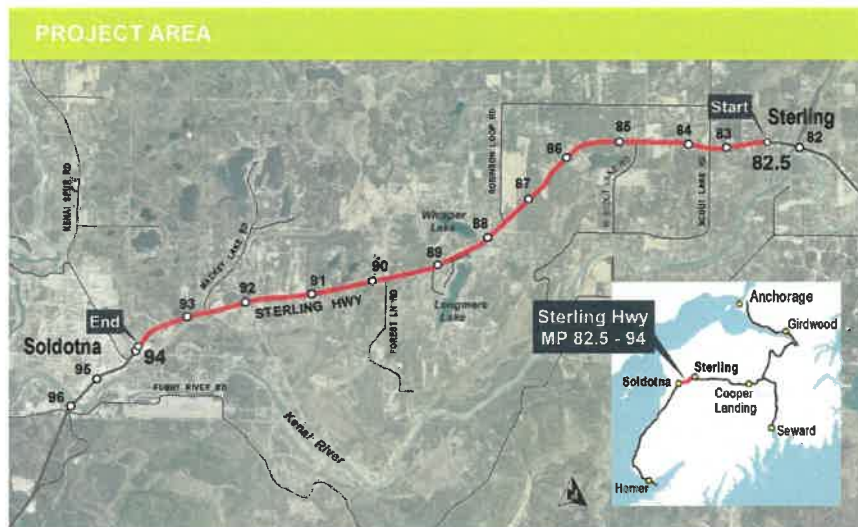 PROJECT AREA
Start
Sterling
82
82.5
83
84
85
86
87
88
89
90
91
92
93
94
95
96
End
Soldotna
KENAI SPUR RD
MACKEY LAKE RD
ROBINSON LOOP RD
SCOUT LAKE RD
Whisper
Lake
Longmere
Lake
STERLING HWY
FOREST LN RD
FUNNY RIVER RD
Kenai River
Sterling Hwy
MP 82.5 - 94
Anchorage
Girdwood
Sterling
Soldotna
Cooper
Landing
Seward
Homer
N